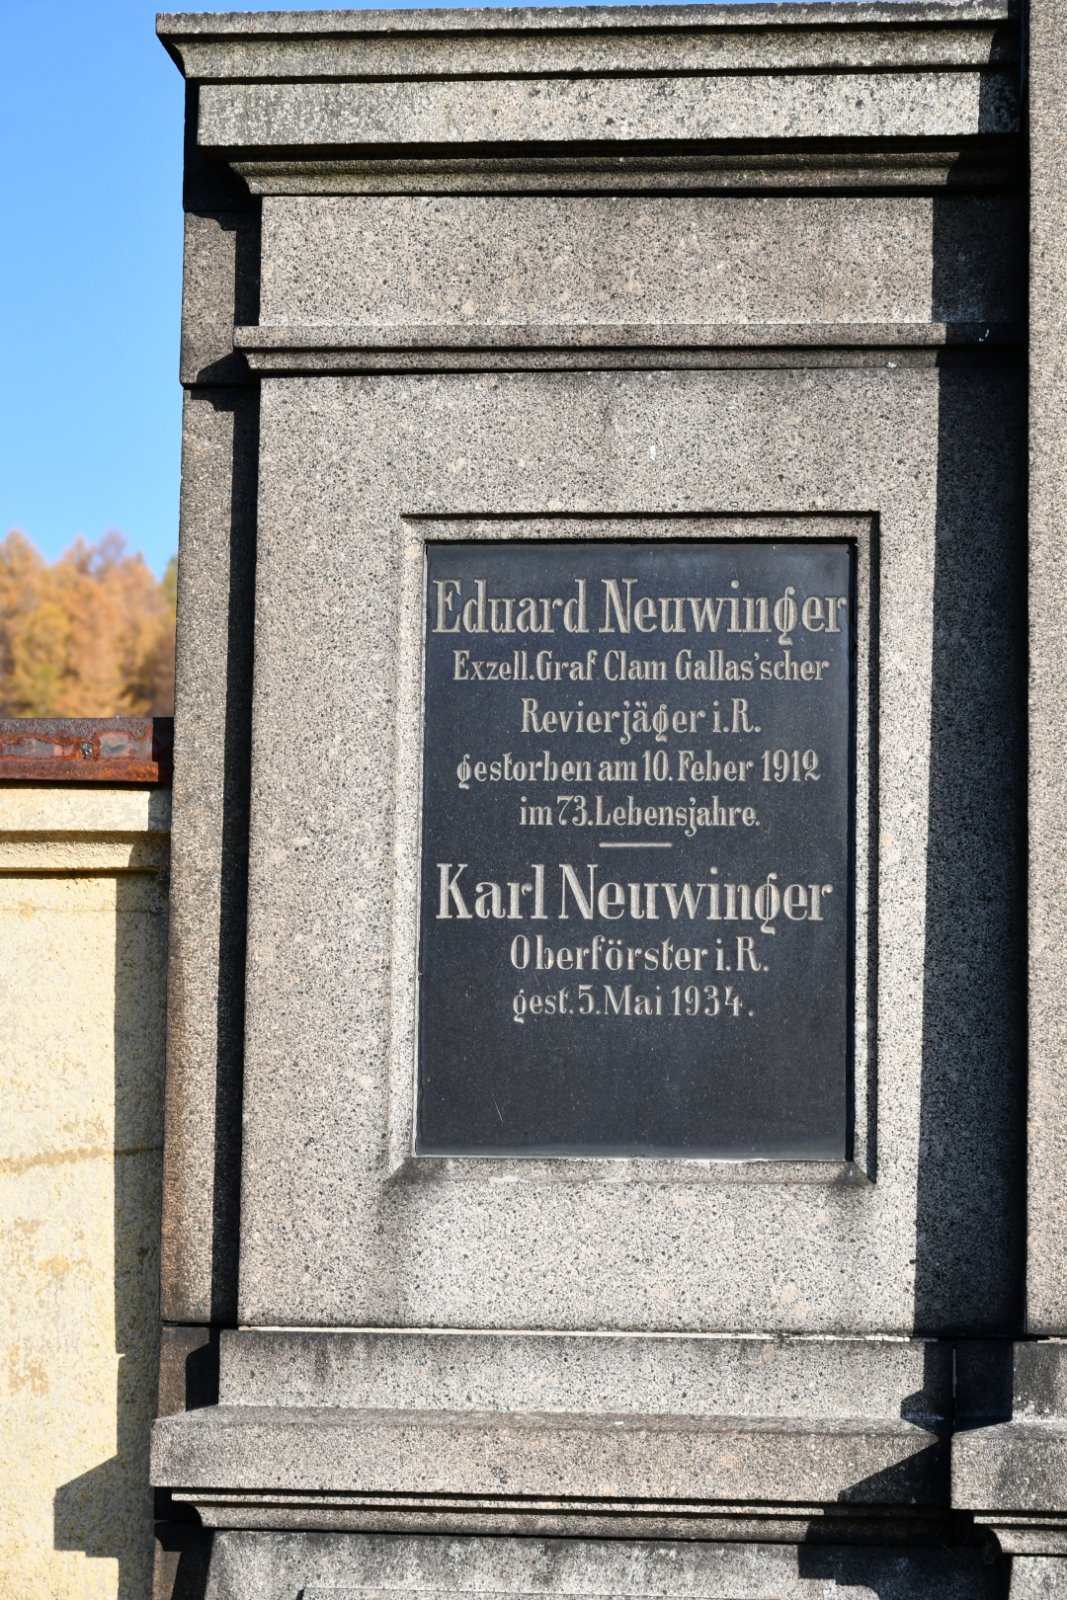 Eduard Neuwinger
Exzell. Graf Clam Gallas'scher
Revierjäger i. R.
gestorben am 10. Feber 1912
im 73. Lebensjahre.
Karl Neuwinger
Oberförster i. R.
gest. 5. Mai 1934.